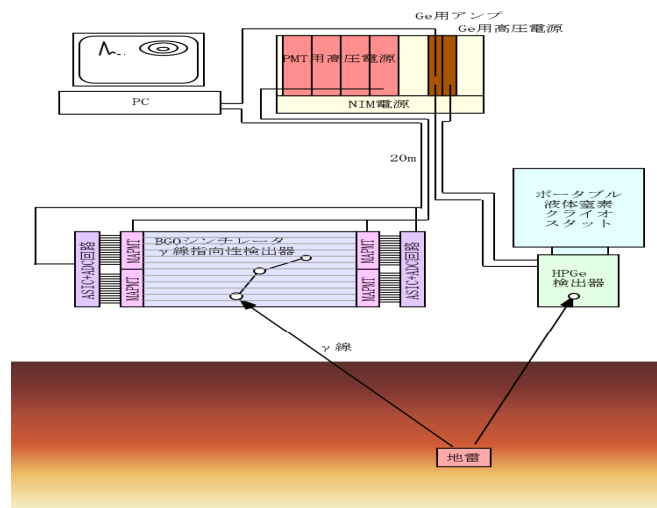 Ge用アンプ
Ge用高圧電源
PMT用高圧電源
PC
NIM電源
20m
ポータブル
液体窒素
クライオ
スタット
BGOシンチレータ
γ線指向性検出器
ASIC+ADC回路
MAPMT
MAPMT
MAPMT
MAPMT
ASIC+ADC回路
HPGe
検出器
γ線
地雷